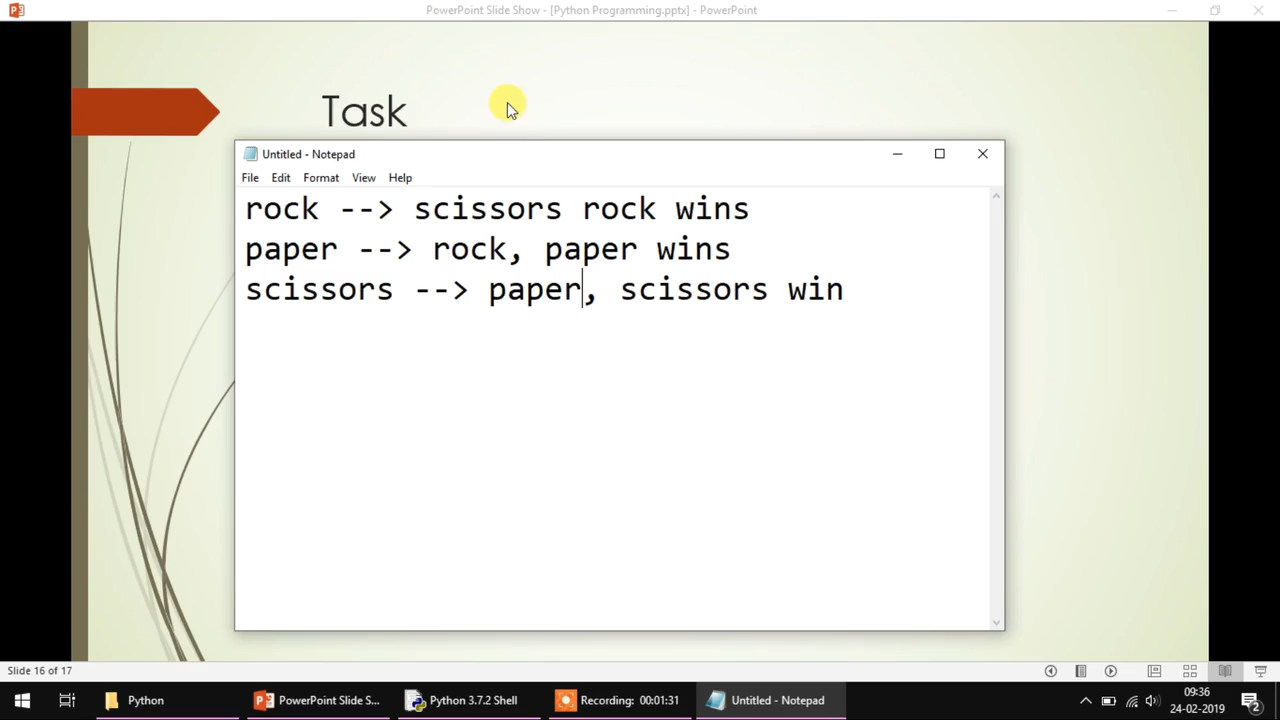 PowerPoint Slide Show - [Python Programming.pptx] - PowerPoint
Task
Untitled - Notepad
File Edit Format View Help
rock --> scissors rock wins
paper --> rock, paper wins
scissors --> paper, scissors win
Slide 16 of 17
Python
PowerPoint Slide S...
Python 3.7.2 Shell
Recording: 00:01:31
Untitled - Notepad
09:36
24-02-2019
2